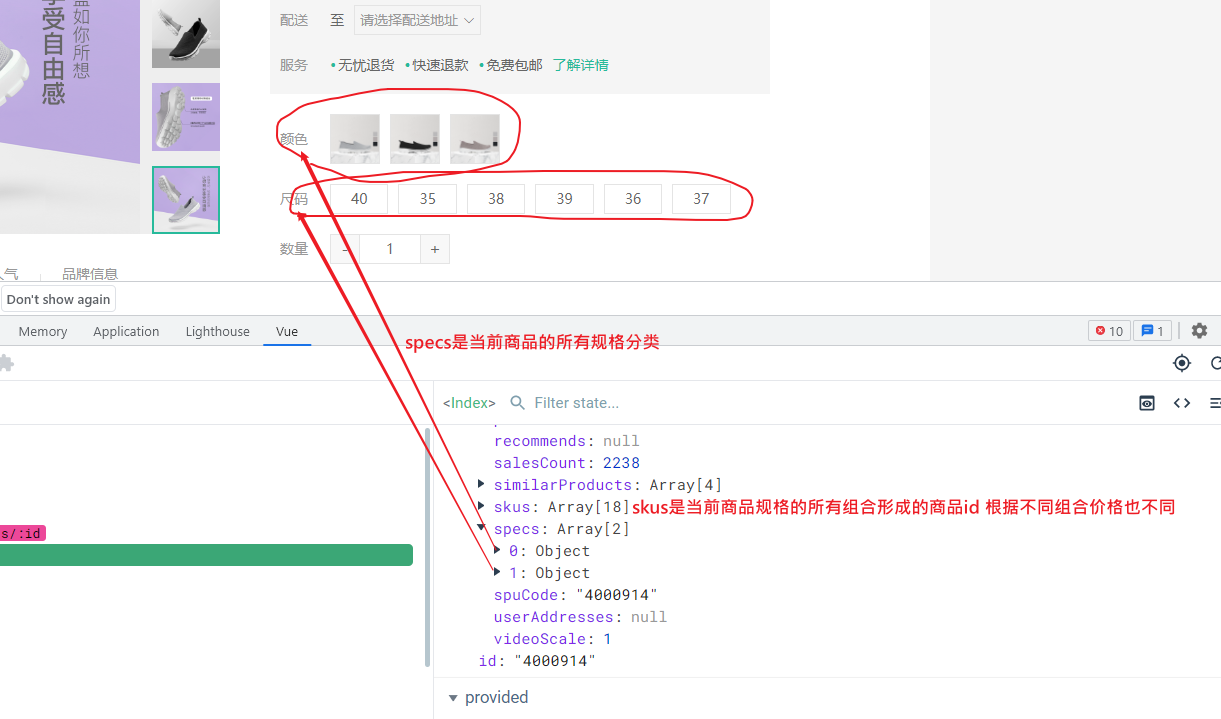 享受自由感
盈如你所想
配送 至 请选择配送地址
服务 •无忧退货 •快速退款 •免费包邮 了解详情
颜色
尺码 40 35 38 39 36 37
数量 - 1 +
人气 品牌信息
Don't show again
Memory Application Lighthouse Vue 10 1
specs是当前商品的所有规格分类
<Index> Filter state...
recommends: null
salesCount: 2238
similarProducts: Array[4]
skus: Array[18] skus是当前商品规格的所有组合形成的商品id 根据不同组合价格也不同
specs: Array[2]
s/:id
0: Object
1: Object
spuCode: "4000914"
userAddresses: null
videoScale: 1
id: "4000914"
provided